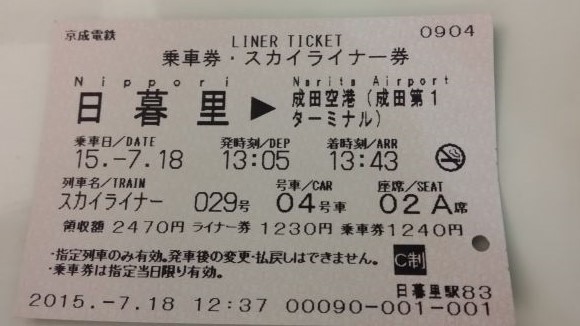 京成電鉄 LINER TICKET 0904
乗車券・スカイライナー券
Nippori Narita Airport
日暮里 ▶ 成田空港(成田第1
ターミナル)
乗車日/DATE 発時刻/DEP 着時刻/ARR
15.-7.18 13:05 13:43
列車名/TRAIN 号車/CAR 座席/SEAT
スカイライナー 029号 04号車 02A席
領収額 2470円 ライナー券 1230円 乗車券 1240円
・指定列車のみ有効。発車後の変更・払戻しはできません。
・乗車券は指定当日限り有効。
C制
日暮里駅83
2015.-7.18 12:37 00090-001-001